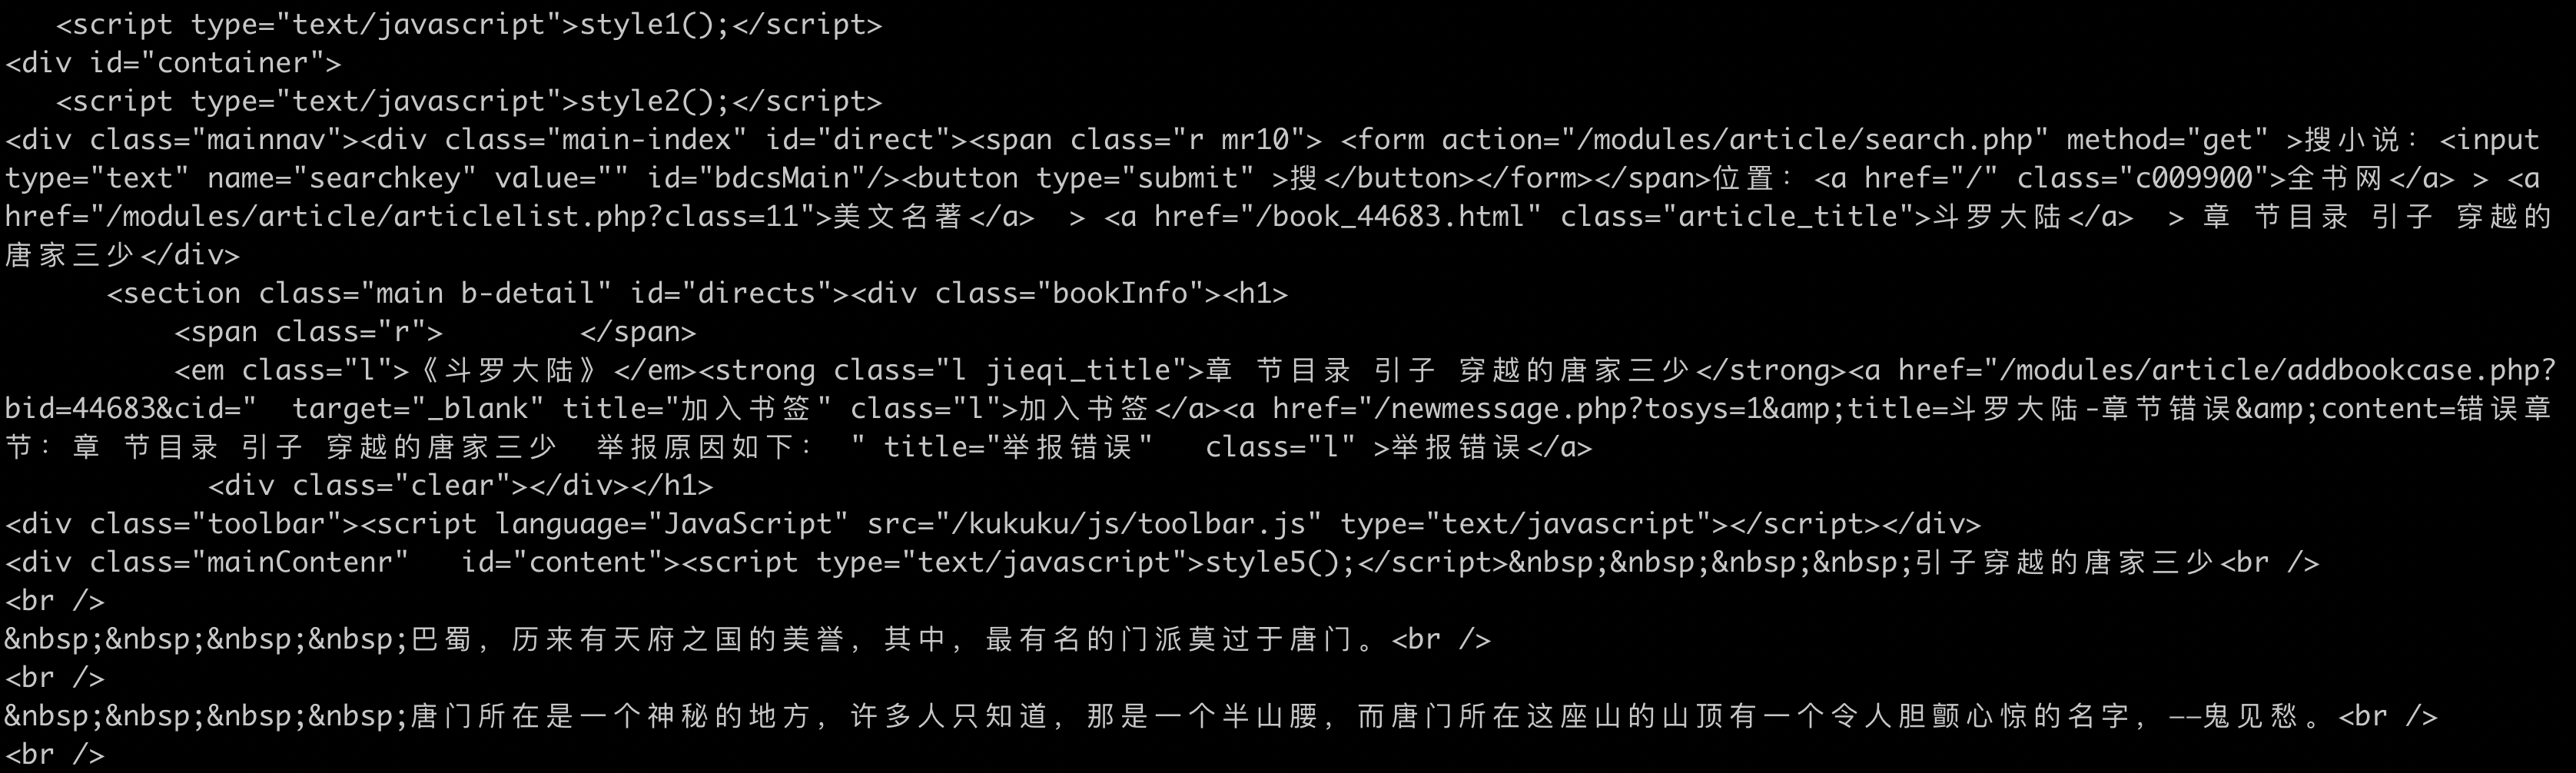 <script type="text/javascript">style1();</script>
<div id="container">
<script type="text/javascript">style2();</script>
<div class="mainnav"><div class="main-index" id="direct"><span class="r mr10"> <form action="/modules/article/search.php" method="get" >搜小说：<input
type="text" name="searchkey" value="" id="bdcsMain"/><button type="submit" >搜</button></form></span>位置：<a href="/" class="c009900">全书网</a> > <a
href="/modules/article/articlelist.php?class=11">美文名著</a>  > <a href="/book_44683.html" class="article_title">斗罗大陆</a>  > 章 节目录 引子 穿越的
唐家三少</div>
<section class="main b-detail" id="directs"><div class="bookInfo"><h1>
<span class="r">        </span>
<em class="l">《斗罗大陆》</em><strong class="l jieqi_title">章 节目录 引子 穿越的唐家三少</strong><a href="/modules/article/addbookcase.php?
bid=44683&cid="  target="_blank" title="加入书签" class="l">加入书签</a><a href="/newmessage.php?tosys=1&amp;title=斗罗大陆-章节错误&amp;content=错误章
节：章 节目录 引子 穿越的唐家三少  举报原因如下： " title="举报错误"   class="l" >举报错误</a>
<div class="clear"></div></h1>
<div class="toolbar"><script language="JavaScript" src="/kukuku/js/toolbar.js" type="text/javascript"></script></div>
<div class="mainContenr"   id="content"><script type="text/javascript">style5();</script>&nbsp;&nbsp;&nbsp;&nbsp;引子穿越的唐家三少<br />
<br />
&nbsp;&nbsp;&nbsp;&nbsp;巴蜀，历来有天府之国的美誉，其中，最有名的门派莫过于唐门。<br />
<br />
&nbsp;&nbsp;&nbsp;&nbsp;唐门所在是一个神秘的地方，许多人只知道，那是一个半山腰，而唐门所在这座山的山顶有一个令人胆颤心惊的名字，——鬼见愁。<br />
<br />